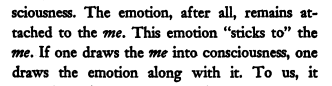 sciousness. The emotion, after all, remains at-
tached to the me. This emotion "sticks to" the
me. If one draws the me into consciousness, one
draws the emotion along with it. To us, it